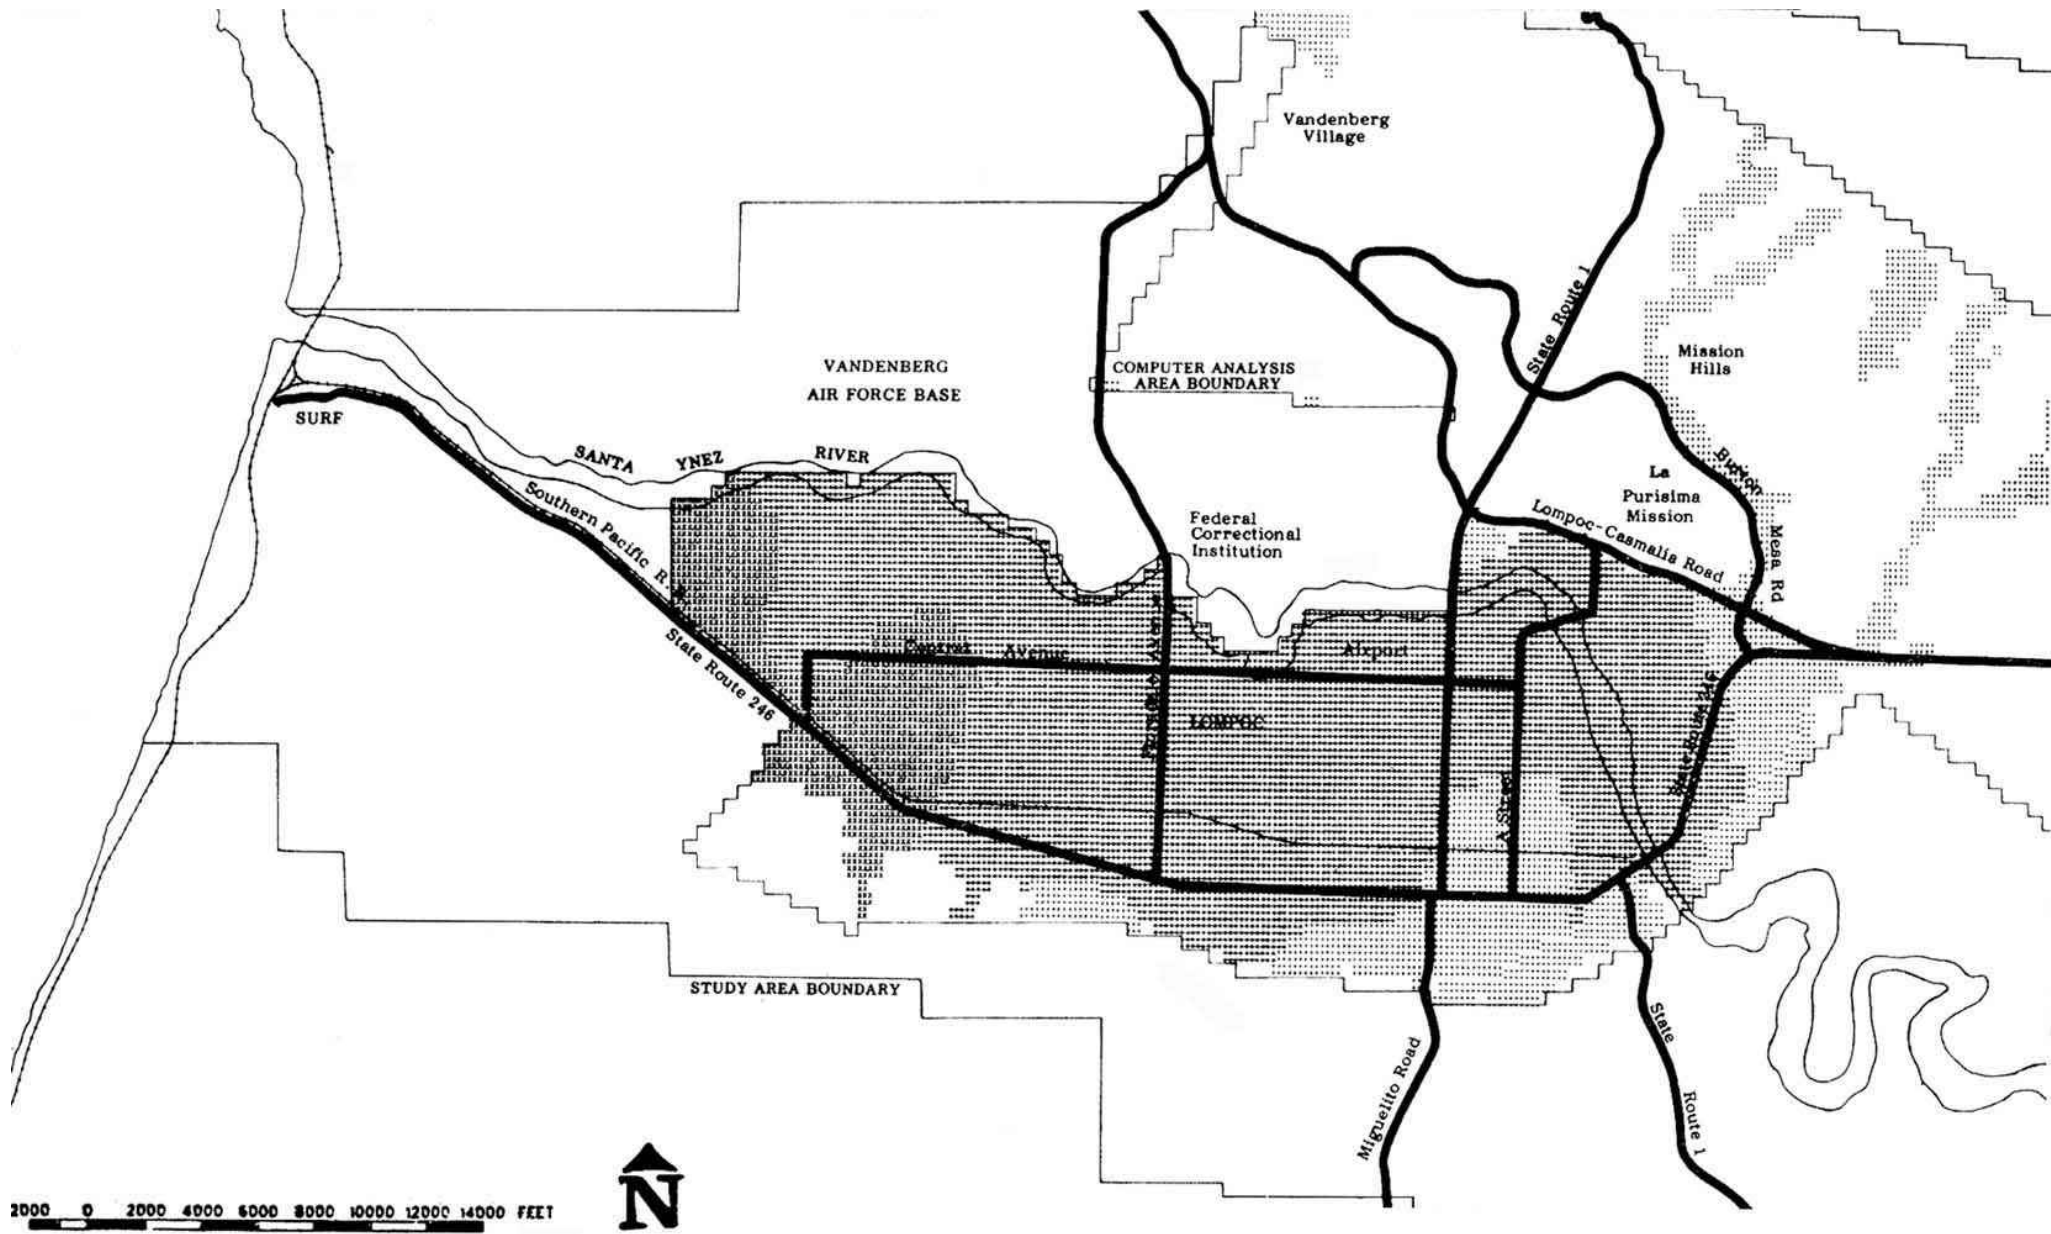 Vandenberg
Village
State Route 1
VANDENBERG
AIR FORCE BASE
COMPUTER ANALYSIS
AREA BOUNDARY
Mission
Hills
SURF
SANTA YNEZ RIVER
Burton Mesa Rd
La
Purisima
Mission
Southern Pacific R. R.
Federal
Correctional
Institution
Lompoc-Casmalia Road
Central Avenue
Airport
State Route 246
LOMPOC
Avenue
State Route 246
A Street
STUDY AREA BOUNDARY
State Route 1
Miguelito Road
N
2000 0 2000 4000 6000 8000 10000 12000 14000 FEET